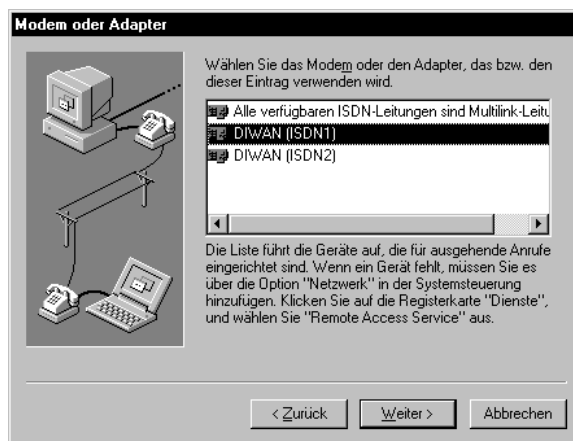 Modem oder Adapter
Wählen Sie das Modem oder den Adapter, das bzw. den
dieser Eintrag verwenden wird.
Alle verfügbaren ISDN-Leitungen sind Multilink-Leitu
DIWAN (ISDN1)
DIWAN (ISDN2)
Die Liste führt die Geräte auf, die für ausgehende Anrufe
eingerichtet sind. Wenn ein Gerät fehlt, müssen Sie es
über die Option "Netzwerk" in der Systemsteuerung
hinzufügen. Klicken Sie auf die Registerkarte "Dienste",
und wählen Sie "Remote Access Service" aus.
< Zurück Weiter > Abbrechen